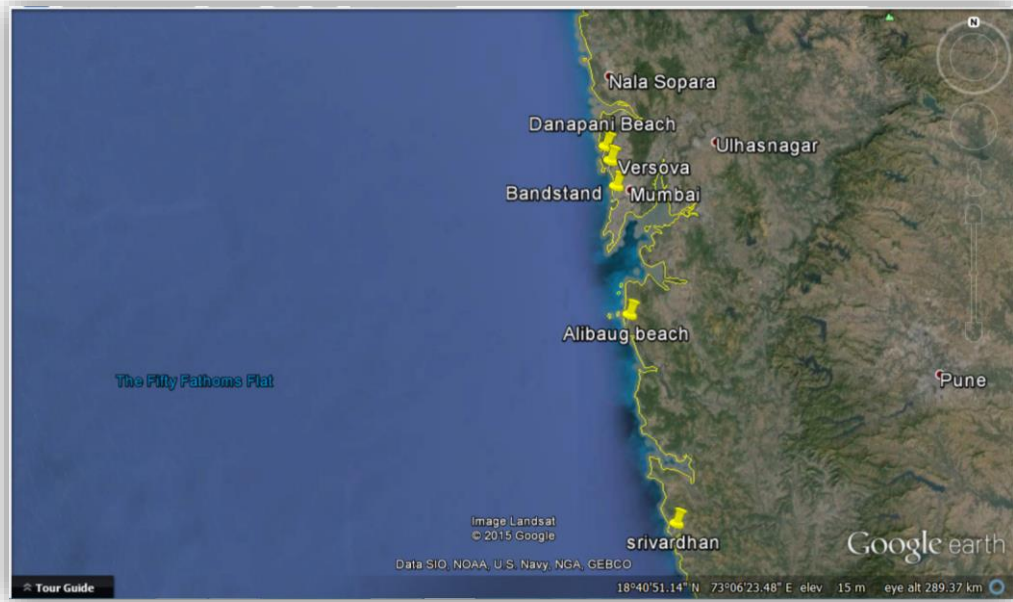 N
Nala Sopara
Danapani Beach
Ulhasnagar
Versova
Bandstand
Mumbai
Alibaug beach
The Fifty Fathoms Flat
Pune
Image Landsat
© 2015 Google
srivardhan
Google earth
Data SIO, NOAA, U.S. Navy, NGA, GEBCO
Tour Guide
18°40'51.14" N 73°06'23.48" E elev 15 m eye alt 289.37 km